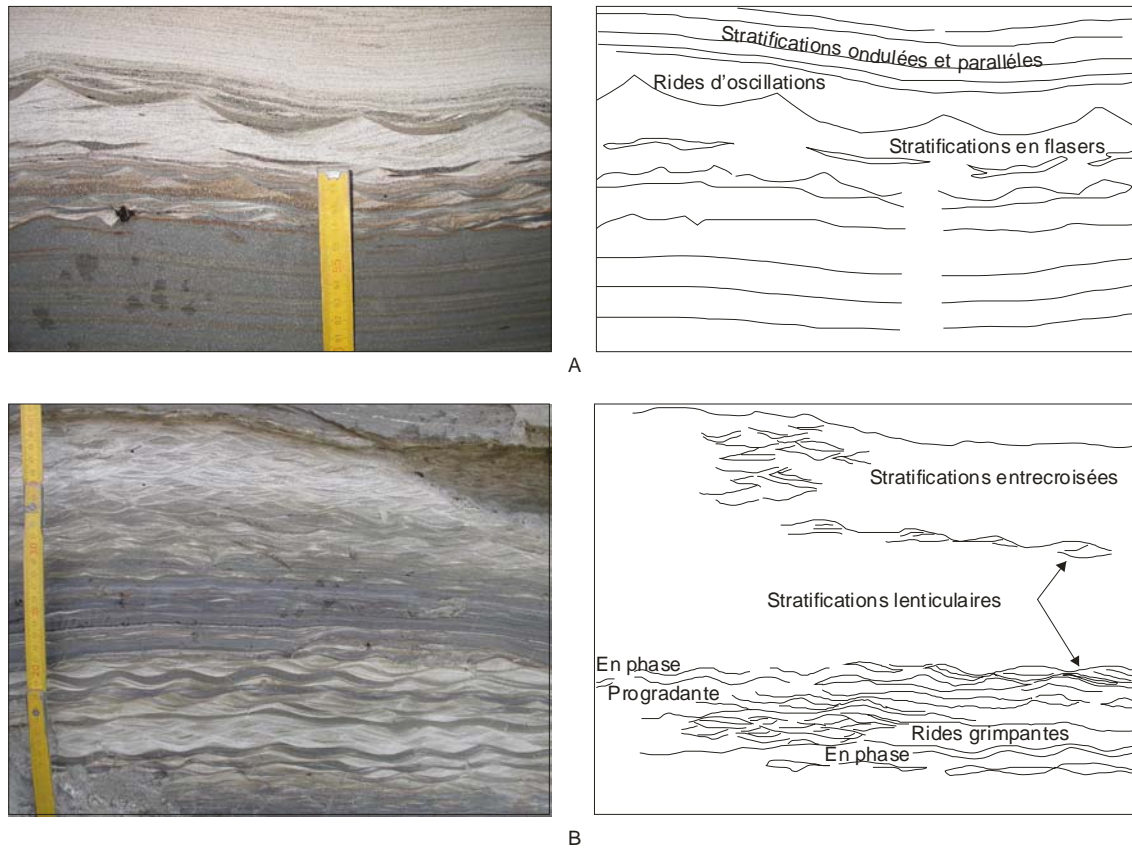 Stratifications ondulées et paralléles
Rides d'oscillations
Stratifications en flasers
A
Stratifications entrecroisées
Stratifications lenticulaires
En phase
Progradante
Rides grimpantes
En phase
B